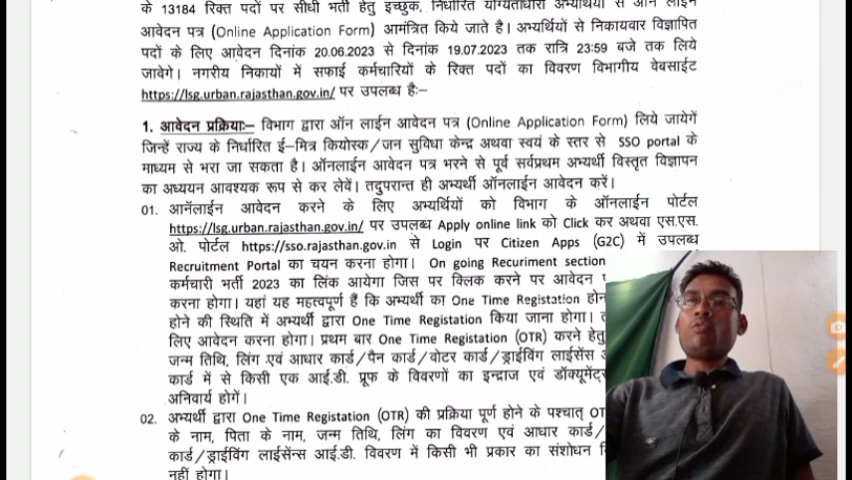 के 13184 रिक्त पदों पर सीधी भर्ती हेतु इच्छुक, निर्धारित योग्यताधारी अभ्यर्थियों से ऑन लाईन
आवेदन पत्र (Online Application Form) आमंत्रित किये जाते है। अभ्यर्थियों से निकायवार विज्ञापित
पदों के लिए आवेदन दिनांक 20.06.2023 से दिनांक 19.07.2023 तक रात्रि 23:59 बजे तक लिये
जावेगे। नगरीय निकायों में सफाई कर्मचारियों के रिक्त पदों का विवरण विभागीय वेबसाईट
https://lsg.urban.rajasthan.gov.in/ पर उपलब्ध है:–
1. आवेदन प्रक्रियाः– विभाग द्वारा ऑन लाईन आवेदन पत्र (Online Application Form) लिये जायेगें
जिन्हें राज्य के निर्धारित ई–मित्र कियोस्क/जन सुविधा केन्द्र अथवा स्वयं के स्तर से SSO portal के
माध्यम से भरा जा सकता है। ऑनलाईन आवेदन पत्र भरने से पूर्व सर्वप्रथम अभ्यर्थी विस्तृत विज्ञापन
का अध्ययन आवश्यक रूप से कर लेवें। तदुपरान्त ही अभ्यर्थी ऑनलाईन आवेदन करें।
01. आनॅलाईन आवेदन करने के लिए अभ्यर्थियों को विभाग के ऑनलाईन पोर्टल
https://lsg.urban.rajasthan.gov.in/ पर उपलब्ध Apply online link को Click कर अथवा एस.एस.
ओ. पोर्टल https://sso.rajasthan.gov.in से Login पर Citizen Apps (G2C) में उपलब्ध
Recruitment Portal का चयन करना होगा। On going Recuriment section
कर्मचारी भर्ती 2023 का लिंक आयेगा जिस पर क्लिक करने पर आवेदन
करना होगा। यहां यह महत्वपूर्ण हैं कि अभ्यर्थी का One Time Registation
होने की स्थिति में अभ्यर्थी द्वारा One Time Registation किया जाना होगा।
लिए आवेदन करना होगा। प्रथम बार One Time Registation (OTR) करने हेतु
जन्म तिथि, लिंग एवं आधार कार्ड/पैन कार्ड/वोटर कार्ड/ड्राईविंग लाईसेंस
कार्ड में से किसी एक आई.डी. प्रूफ के विवरणों का इन्द्राज एवं डॉक्यूमेंट्
अनिवार्य होगें।
02. अभ्यर्थी द्वारा One Time Registation (OTR) की प्रक्रिया पूर्ण होने के पश्चात् OT
के नाम, पिता के नाम, जन्म तिथि, लिंग का विवरण एवं आधार कार्ड/
कार्ड/ड्राईविंग लाईसेंन्स आई.डी. विवरण में किसी भी प्रकार का संशोधन
नहीं होगा।